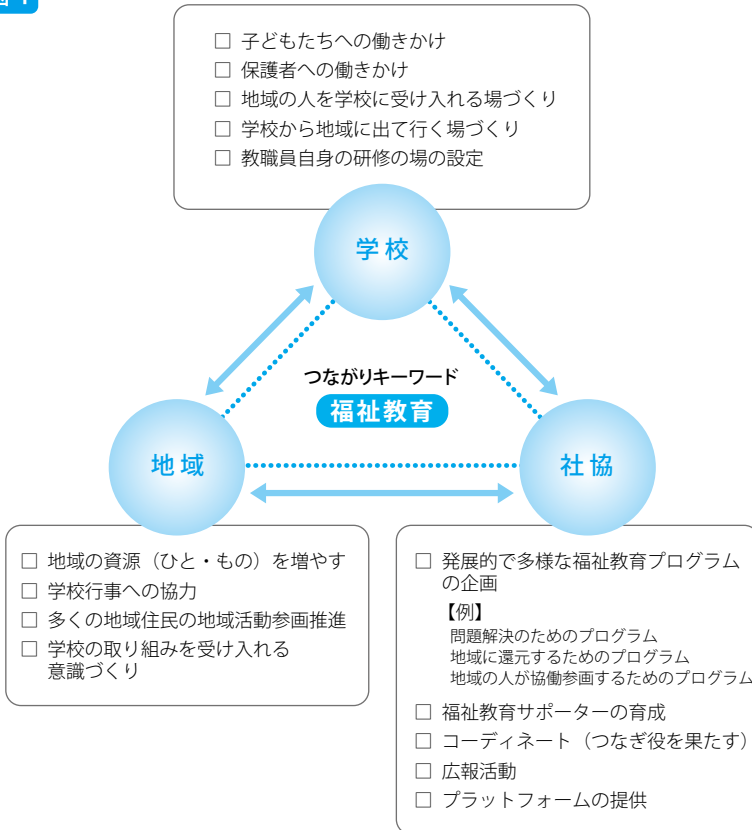 □ 子どもたちへの働きかけ
□ 保護者への働きかけ
□ 地域の人を学校に受け入れる場づくり
□ 学校から地域に出て行く場づくり
□ 教職員自身の研修の場の設定
学校
つながりキーワード
福祉教育
地域
社協
□ 地域の資源（ひと・もの）を増やす
□ 学校行事への協力
□ 多くの地域住民の地域活動参画推進
□ 学校の取り組みを受け入れる
意識づくり
□ 発展的で多様な福祉教育プログラム
の企画
【例】
問題解決のためのプログラム
地域に還元するためのプログラム
地域の人が協働参画するためのプログラム
□ 福祉教育サポーターの育成
□ コーディネート（つなぎ役を果たす）
□ 広報活動
□ プラットフォームの提供